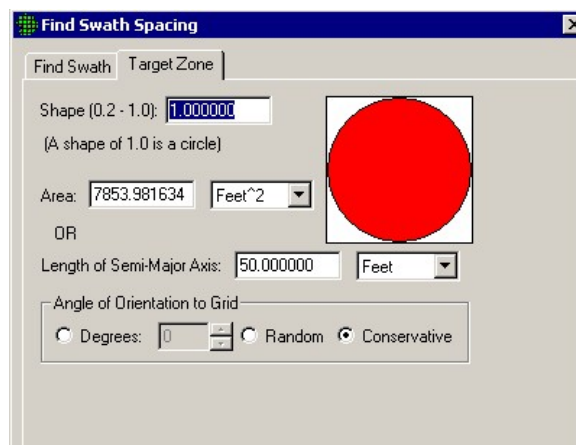 Find Swath Spacing
Find Swath Target Zone
Shape (0.2 - 1.0): 1.000000
(A shape of 1.0 is a circle)
Area: 7853.981634 Feet^2
OR
Length of Semi-Major Axis: 50.000000 Feet
Angle of Orientation to Grid
Degrees: 0 Random Conservative